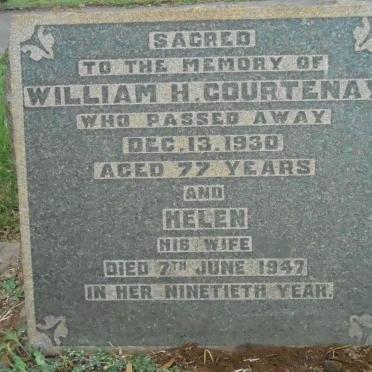 SACRED
TO THE MEMORY OF
WILLIAM H. COURTENAY
WHO PASSED AWAY
DEC. 13. 1930
AGED 77 YEARS
AND
HELEN
HIS WIFE
DIED 7TH JUNE 1947
IN HER NINETIETH YEAR.